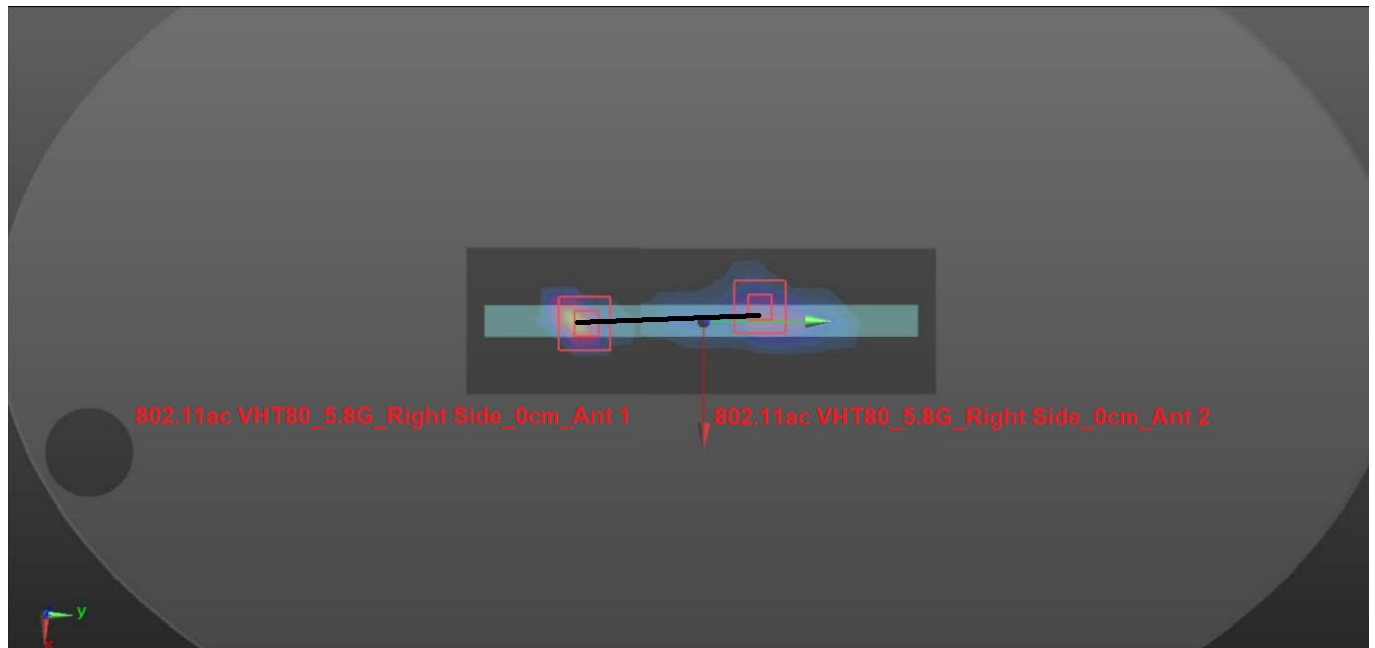 802.11ac VHT80_5.8G_Right Side_0cm_Ant 1
802.11ac VHT80_5.8G_Right Side_0cm_Ant 2
y
x